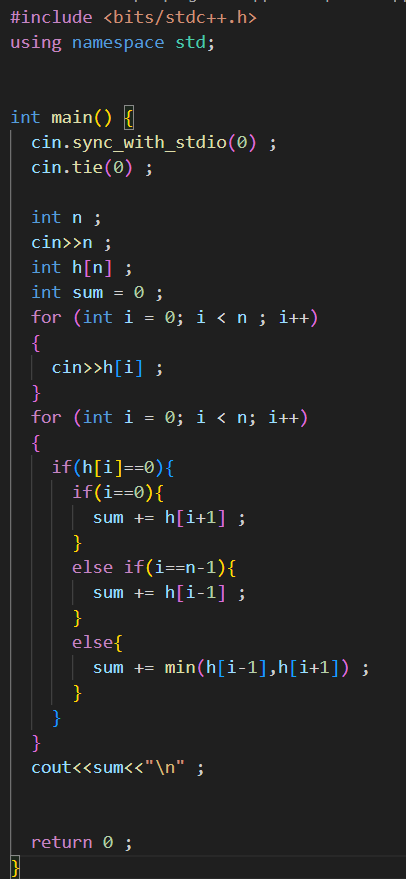 #include <bits/stdc++.h>
using namespace std;
int main() {
cin.sync_with_stdio(0) ;
cin.tie(0) ;
int n ;
cin>>n ;
int h[n] ;
int sum = 0 ;
for (int i = 0; i < n ; i++)
{
cin>>h[i] ;
}
for (int i = 0; i < n; i++)
{
if(h[i]==0){
if(i==0){
sum += h[i+1] ;
}
else if(i==n-1){
sum += h[i-1] ;
}
else{
sum += min(h[i-1],h[i+1]) ;
}
}
}
cout<<sum<<"\n" ;
return 0 ;
}